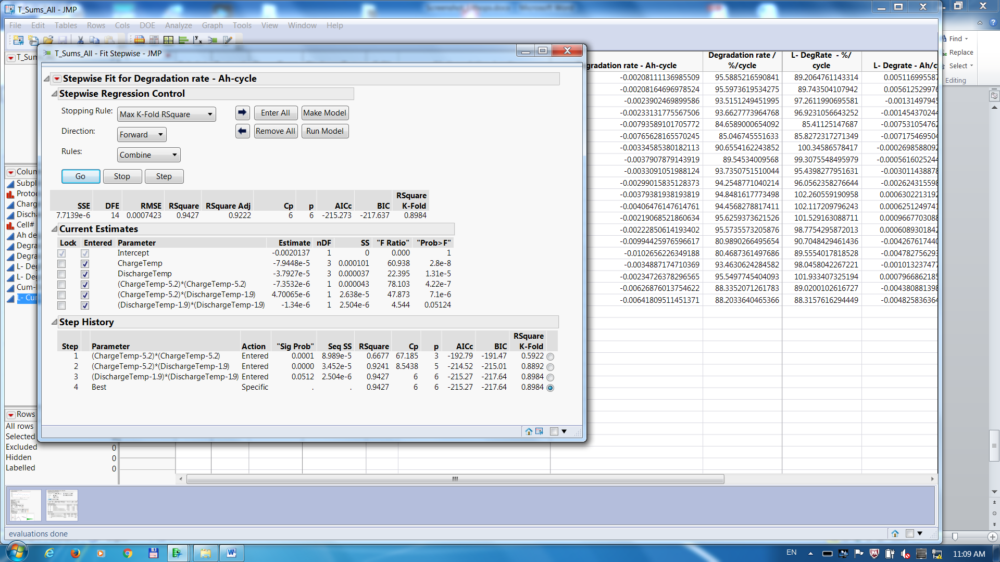 T_Sums_All - JMP
File Edit Tables Rows Cols DOE Analyze Graph Tools View Window Help
Find
Replace
Select
Editing
T_Sum
Colum
Subpl
Proto
Charg
Disch
Cell#
Ah de
Degra
Degra
L- De
L- De
Cum-
L- Cur
Rows
All rows
Selected
Excluded 0
Hidden 0
Labelled 0
T_Sums_All - Fit Stepwise - JMP
Stepwise Fit for Degradation rate - Ah-cycle
Stepwise Regression Control
Stopping Rule: Max K-Fold RSquare Enter All Make Model
Direction: Forward Remove All Run Model
Rules: Combine
Go Stop Step
SSE DFE RMSE RSquare RSquare Adj Cp p AICc BIC RSquare K-Fold
7.7139e-6 14 0.0007423 0.9427 0.9222 6 6 -215.273 -217.637 0.8984
Current Estimates
Lock Entered Parameter Estimate nDF SS "F Ratio" "Prob>F"
Intercept -0.0020137 1 0 0.000 1
ChargeTemp -7.9448e-5 3 0.000101 60.938 2.8e-8
DischargeTemp -3.7927e-5 3 0.000037 22.395 1.31e-5
(ChargeTemp-5.2)*(ChargeTemp-5.2) -7.3532e-6 1 0.000043 78.103 4.22e-7
(ChargeTemp-5.2)*(DischargeTemp-1.9) 4.70065e-6 1 2.638e-5 47.873 7.1e-6
(DischargeTemp-1.9)*(DischargeTemp-1.9) -1.34e-6 1 2.504e-6 4.544 0.05124
Step History
Step Parameter Action "Sig Prob" Seq SS RSquare Cp p AICc BIC RSquare K-Fold
1 (ChargeTemp-5.2)*(ChargeTemp-5.2) Entered 0.0001 8.989e-5 0.6677 67.185 3 -192.79 -191.47 0.5922
2 (ChargeTemp-5.2)*(DischargeTemp-1.9) Entered 0.0000 3.452e-5 0.9241 8.5438 5 -214.52 -215.01 0.8892
3 (DischargeTemp-1.9)*(DischargeTemp-1.9) Entered 0.0512 2.504e-6 0.9427 6 6 -215.27 -217.64 0.8984
4 Best Specific . . 0.9427 6 6 -215.27 -217.64 0.8984
gradation rate - Ah-cycle Degradation rate / %/cycle L- DegRate - %/ cycle L- Degrate - Ah/cy
-0.00208111136985509 95.5885216590841 89.2064761143314 0.005116995587
-0.00208164696978524 95.5973619534275 89.743504107942 0.005612529976
-0.0023902469899586 93.5151249451995 97.2611990695581 -0.00131497945
-0.00233131775567506 93.6627773964768 96.9231056643252 -0.001454370244
-0.00793589101705772 84.6589000654092 85.41125147687 -0.007531054762
-0.00765628165570245 85.046745551633 85.8272317271349 -0.007175469504
-0.00334585380182113 90.6554162243852 100.34586578417 -0.0002698588092
-0.0037907879143919 89.54534009568 99.3075548495979 -0.0005616025244
-0.0033091051988124 93.7350751510044 95.4398277951631 -0.003011438878
-0.00299015835128373 94.2548771040214 96.0562358276644 -0.002624315598
-0.00379381938193819 94.8481617773498 102.260559190958 0.0006302213192
-0.00406476147614761 94.4568278817411 102.117209796243 0.0006251249741
-0.00219068521860634 95.6259373621526 101.529163088711 0.0009667703088
-0.00222850614193402 95.5735573205876 98.7754295872013 0.0006089301842
-0.00994425976596617 80.9890266495654 90.7048429461436 -0.004267617440
-0.0102656226349188 80.4687361497686 89.5554017818528 -0.004782756293
-0.0034887174710369 93.4630624284582 98.0458042267221 -0.001013237477
-0.00234726378296565 95.5497745404093 101.933407325194 0.0007966862185
-0.00626876013754622 88.3352071261783 89.0200102616727 -0.004380881398
-0.00641809511451371 88.2033640465366 88.3157616294449 -0.004825836364
evaluations done
EN 11:09 AM